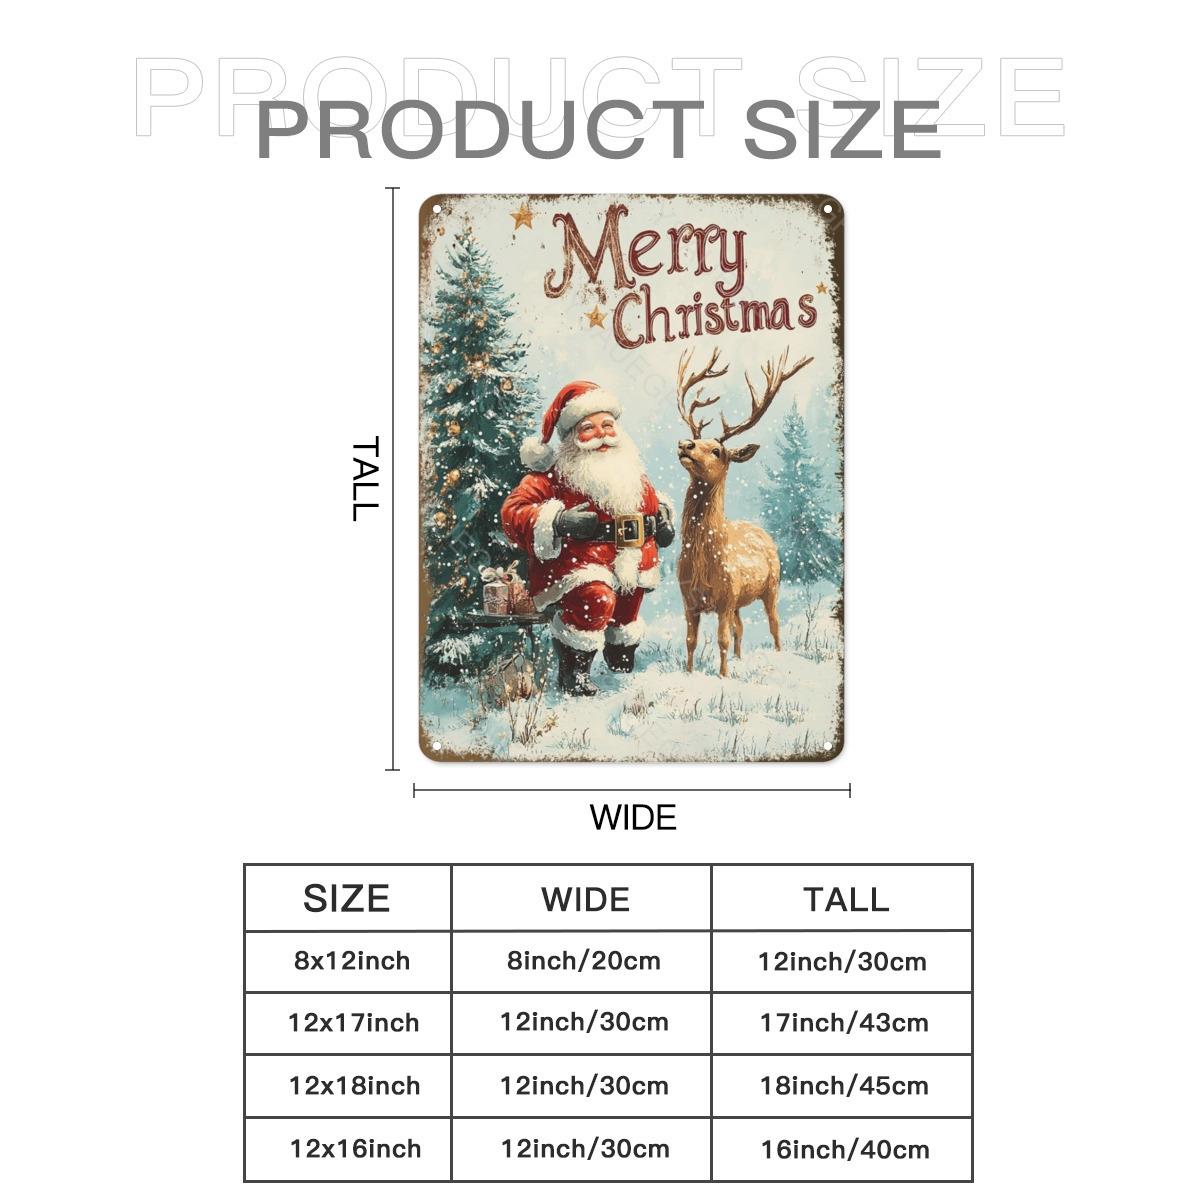 PRODUCT SIZE
PRODUCT SIZE
Merry
Christmas
TALL
WIDE
SIZE WIDE TALL
8x12inch 8inch/20cm 12inch/30cm
12x17inch 12inch/30cm 17inch/43cm
12x18inch 12inch/30cm 18inch/45cm
12x16inch 12inch/30cm 16inch/40cm